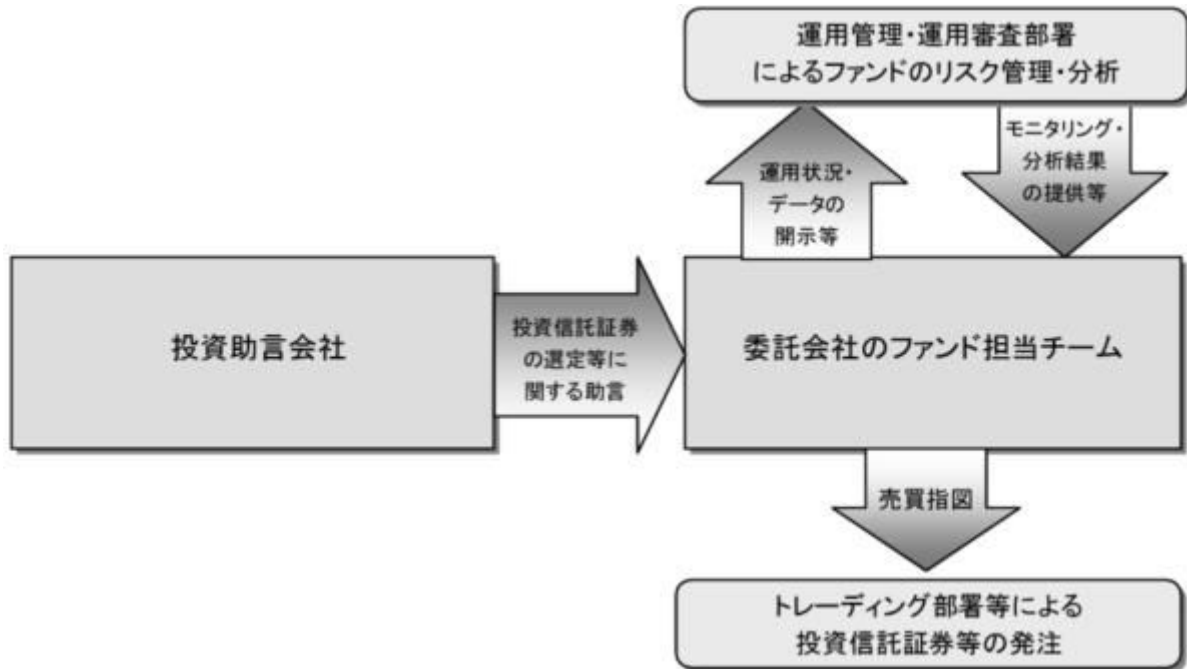 運用管理・運用審査部署
によるファンドのリスク管理・分析
運用状況・
データの
開示等
モニタリング・
分析結果
の提供等
投資助言会社
投資信託証券
の選定等に
関する助言
委託会社のファンド担当チーム
売買指図
トレーディング部署等による
投資信託証券等の発注